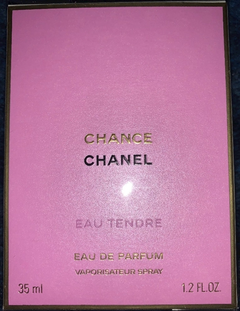 CHANCE
CHANEL
EAU TENDRE
EAU DE PARFUM
VAPORISATEUR SPRAY
35 ml 1.2 FL.OZ.